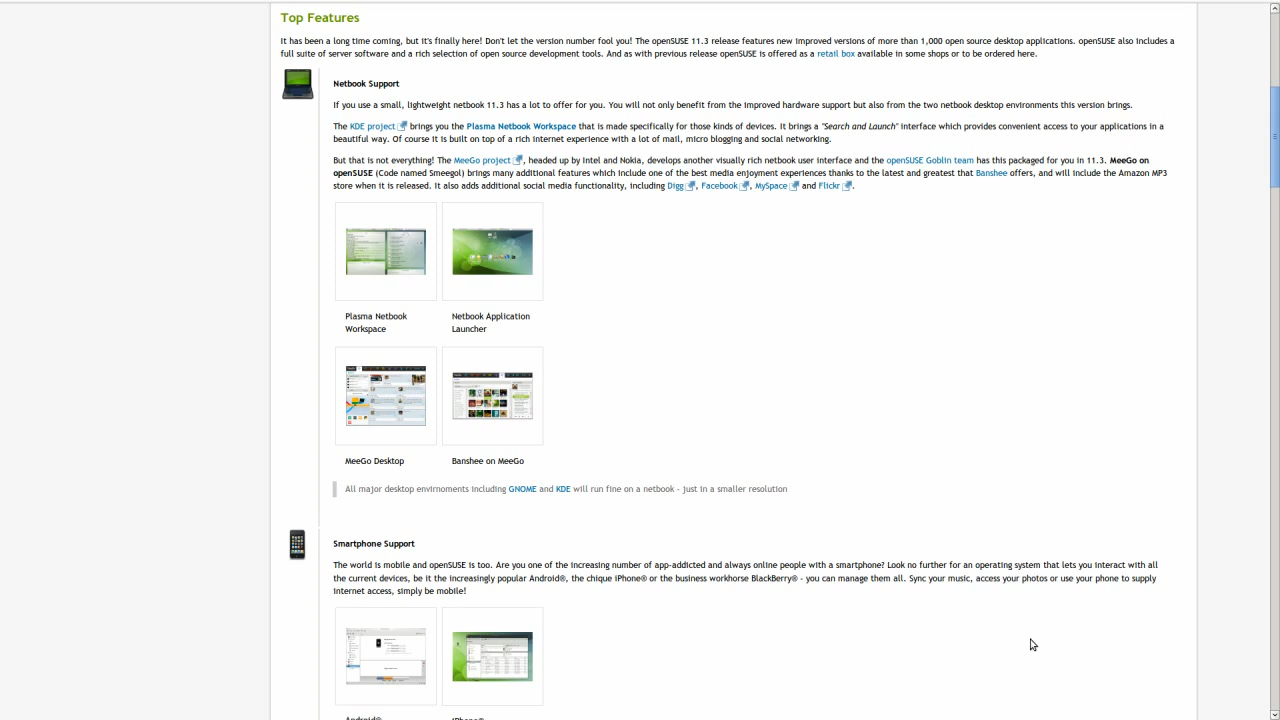 Top Features
It has been a long time coming, but it's finally here! Don't let the version number fool you! The openSUSE 11.3 release features new improved versions of more than 1,000 open source desktop applications. openSUSE also includes a
full suite of server software and a rich selection of open source development tools. And as with previous release openSUSE is offered as a retail box available in some shops or to be ordered here.
Netbook Support
If you use a small, lightweight netbook 11.3 has a lot to offer for you. You will not only benefit from the improved hardware support but also from the two netbook desktop environments this version brings.
The KDE project brings you the Plasma Netbook Workspace that is made specifically for those kinds of devices. It brings a "Search and Launch" interface which provides convenient access to your applications in a
beautiful way. Of course it is built on top of a rich internet experience with a lot of mail, micro blogging and social networking.
But that is not everything! The MeeGo project, headed up by Intel and Nokia, develops another visually rich netbook user interface and the openSUSE Goblin team has this packaged for you in 11.3. MeeGo on
openSUSE (Code named Smeegol) brings many additional features which include one of the best media enjoyment experiences thanks to the latest and greatest that Banshee offers, and will include the Amazon MP3
store when it is released. It also adds additional social media functionality, including Digg, Facebook, MySpace and Flickr.
Plasma Netbook Workspace
Netbook Application Launcher
MeeGo Desktop
Banshee on MeeGo
All major desktop envirnoments including GNOME and KDE will run fine on a netbook - just in a smaller resolution
Smartphone Support
The world is mobile and openSUSE is too. Are you one of the increasing number of app-addicted and always online people with a smartphone? Look no further for an operating system that lets you interact with all
the current devices, be it the increasingly popular Android®, the chique iPhone® or the business workhorse BlackBerry® - you can manage them all. Sync your music, access your photos or use your phone to supply
internet access, simply be mobile!
Android®
iPhone®